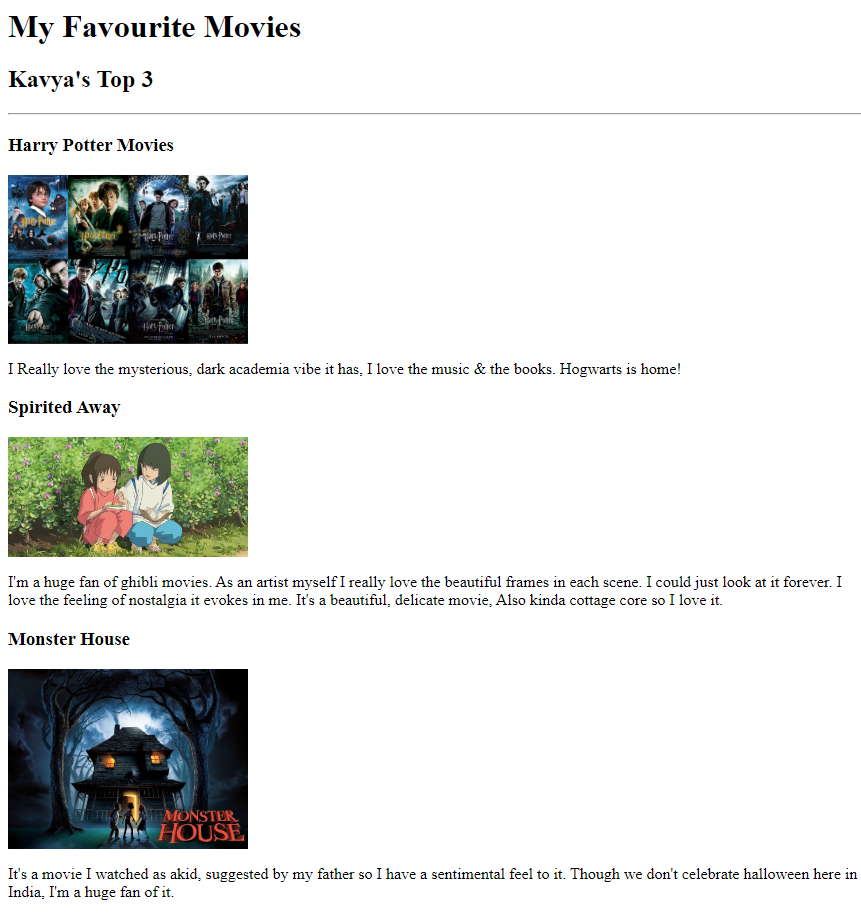 My Favourite Movies
Kavya's Top 3
Harry Potter Movies
Harry Potter
Harry Potter
Harry Potter
Harry Potter
Harry Potter
Harry Potter
I Really love the mysterious, dark academia vibe it has, I love the music & the books. Hogwarts is home!
Spirited Away
I'm a huge fan of ghibli movies. As an artist myself I really love the beautiful frames in each scene. I could just look at it forever. I
love the feeling of nostalgia it evokes in me. It's a beautiful, delicate movie, Also kinda cottage core so I love it.
Monster House
MONSTER
HOUSE
It's a movie I watched as akid, suggested by my father so I have a sentimental feel to it. Though we don't celebrate halloween here in
India, I'm a huge fan of it.